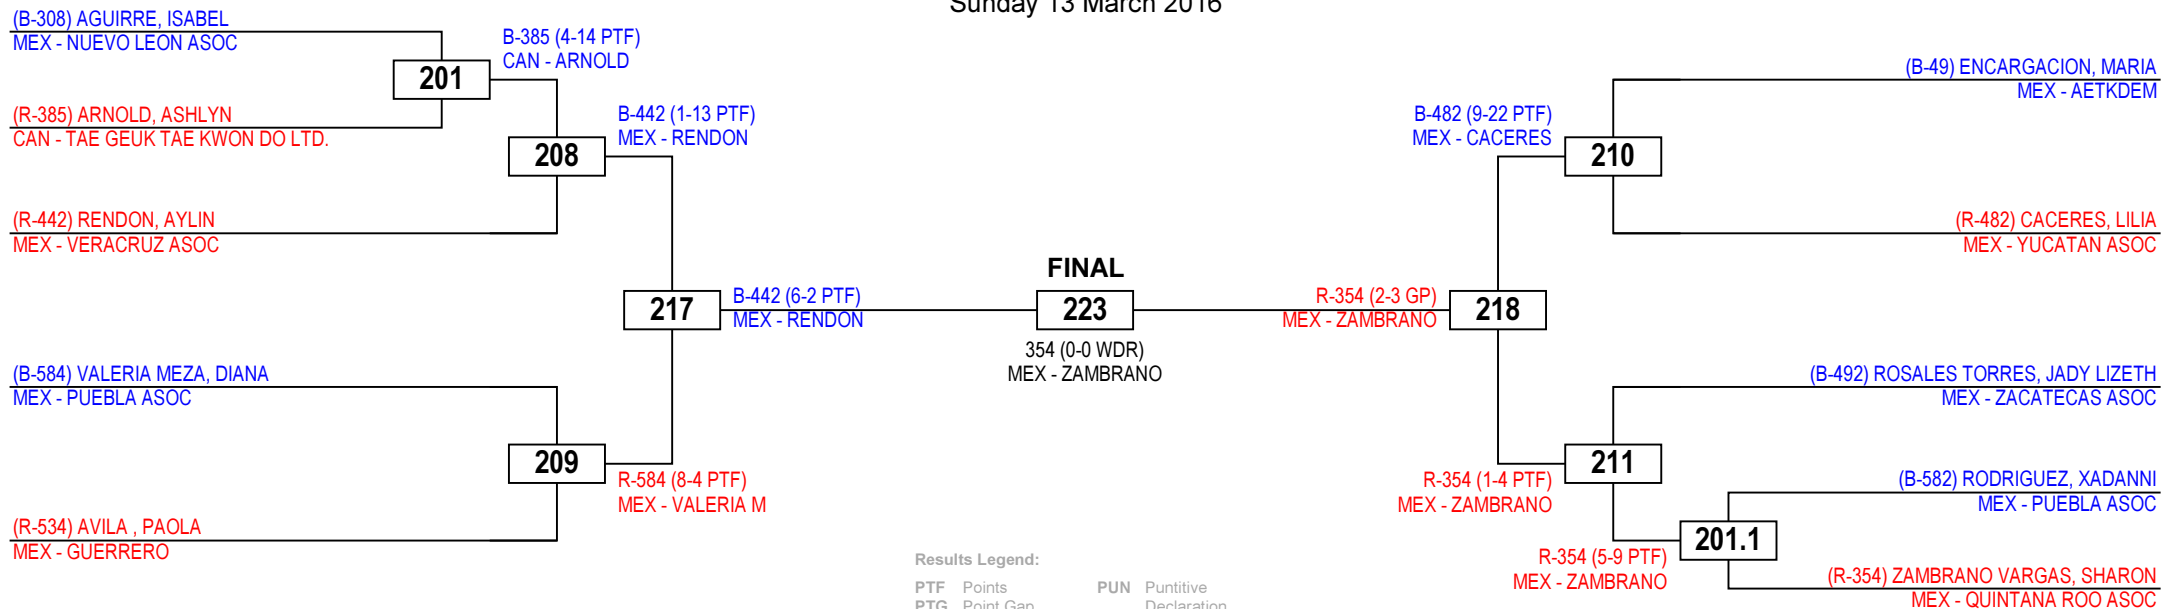 Sunday 13 March 2016
(B-308) AGUIRRE, ISABEL
MEX - NUEVO LEON ASOC
201
(R-385) ARNOLD, ASHLYN
CAN - TAE GEUK TAE KWON DO LTD.
B-385 (4-14 PTF)
CAN - ARNOLD
208
(R-442) RENDON, AYLIN
MEX - VERACRUZ ASOC
B-442 (1-13 PTF)
MEX - RENDON
217
B-442 (6-2 PTF)
MEX - RENDON
(B-584) VALERIA MEZA, DIANA
MEX - PUEBLA ASOC
209
(R-534) AVILA , PAOLA
MEX - GUERRERO
R-584 (8-4 PTF)
MEX - VALERIA M
FINAL
223
354 (0-0 WDR)
MEX - ZAMBRANO
(B-49) ENCARGACION, MARIA
MEX - AETKDEM
B-482 (9-22 PTF)
MEX - CACERES
210
(R-482) CACERES, LILIA
MEX - YUCATAN ASOC
R-354 (2-3 GP)
MEX - ZAMBRANO
218
(B-492) ROSALES TORRES, JADY LIZETH
MEX - ZACATECAS ASOC
211
R-354 (1-4 PTF)
MEX - ZAMBRANO
(B-582) RODRIGUEZ, XADANNI
MEX - PUEBLA ASOC
201.1
R-354 (5-9 PTF)
MEX - ZAMBRANO
(R-354) ZAMBRANO VARGAS, SHARON
MEX - QUINTANA ROO ASOC
Results Legend:
PTF Points PUN Puntitive
PTG Point Gap Declaration